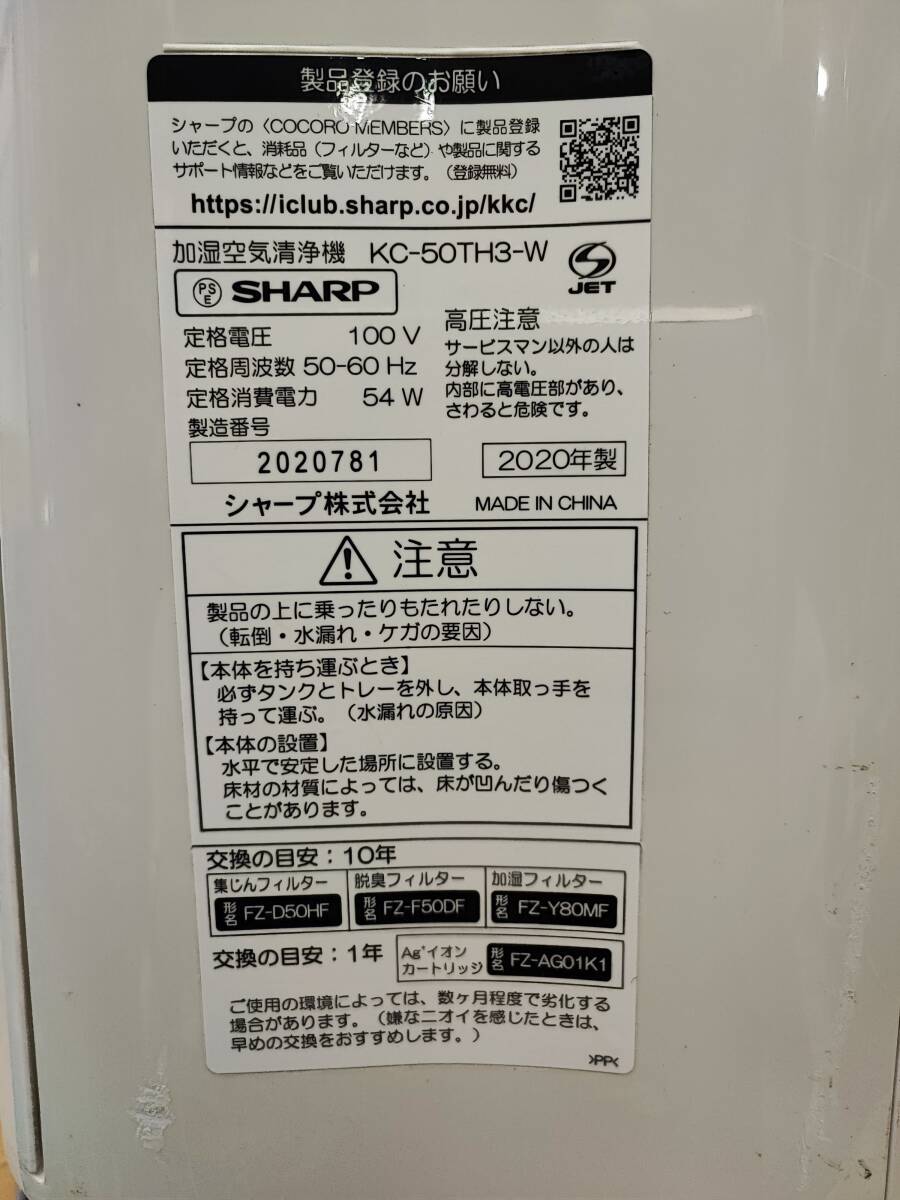 製品登録のお願い
シャープの〈COCORO MEMBERS〉に製品登録
いただくと、消耗品（フィルターなど）や製品に関する
サポート情報などをご覧いただけます。（登録無料）
https://iclub.sharp.co.jp/kkc/
加湿空気清浄機 KC-50TH3-W
PS E SHARP
JET
定格電圧 100 V
定格周波数 50-60 Hz
定格消費電力 54 W
高圧注意
サービスマン以外の人は
分解しない。
内部に高電圧部があり、
さわると危険です。
製造番号
2020781
2020年製
シャープ株式会社 MADE IN CHINA
注意
製品の上に乗ったりもたれたりしない。
（転倒・水漏れ・ケガの要因）
【本体を持ち運ぶとき】
必ずタンクとトレーを外し、本体取っ手を
持って運ぶ。（水漏れの原因）
【本体の設置】
水平で安定した場所に設置する。
床材の材質によっては、床が凹んだり傷つく
ことがあります。
交換の目安：10年
集じんフィルター 脱臭フィルター 加湿フィルター
形名 FZ-D50HF 形名 FZ-F50DF 形名 FZ-Y80MF
交換の目安：1年 Ag⁺イオンカートリッジ 形名 FZ-AG01K1
ご使用の環境によっては、数ヶ月程度で劣化する
場合があります。（嫌なニオイを感じたときは、
早めの交換をおすすめします。）
>PP<